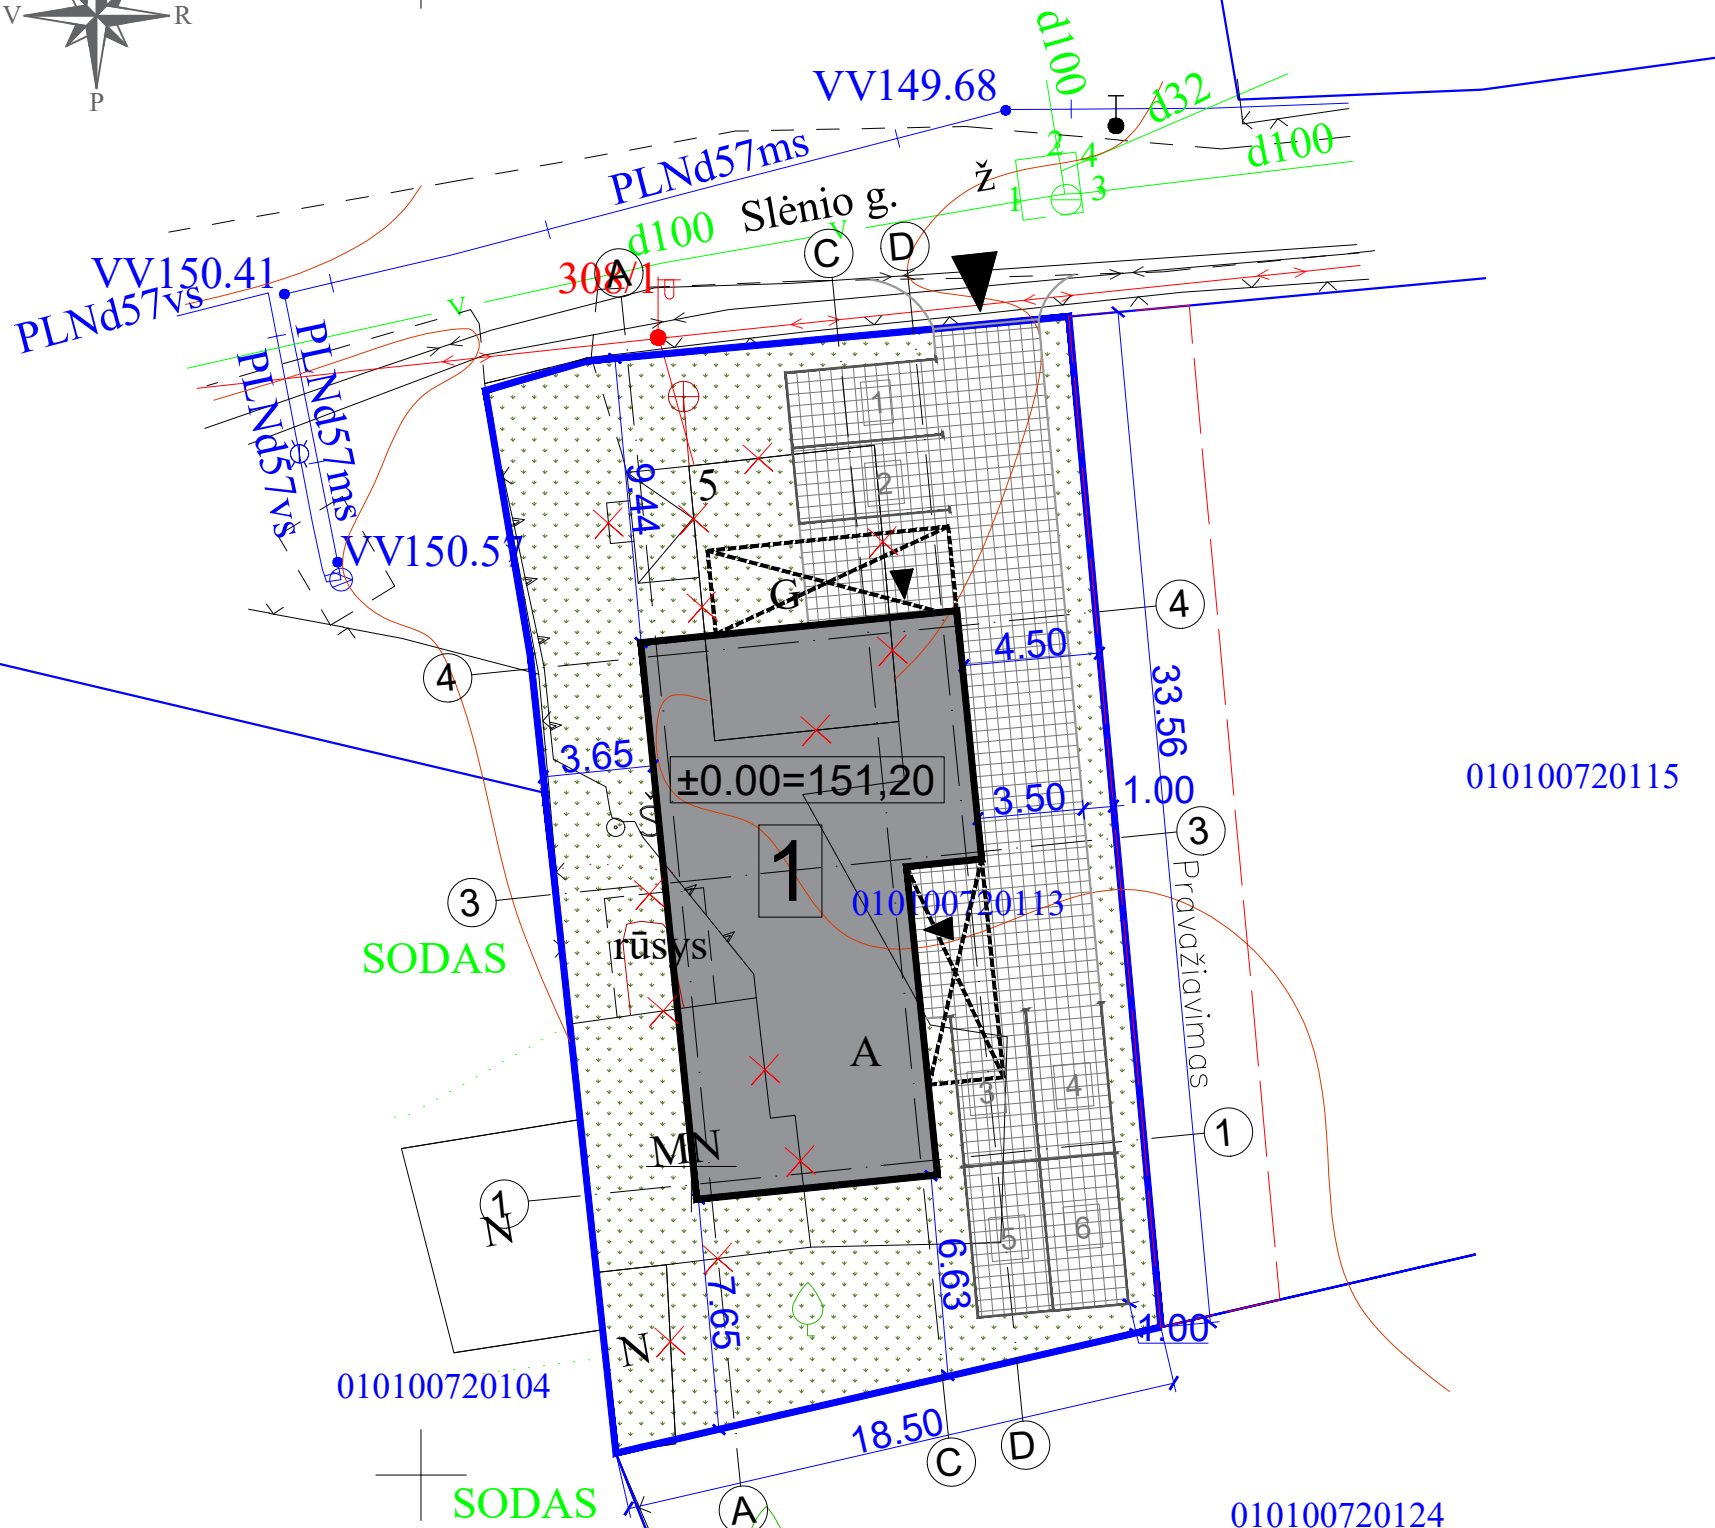 V
R
P
d100
VV149.68
d32
PLNd57ms
2
4
d100
ž
1
3
Slėnio g.
d100
v
C
D
VV150.41
308/1
A
PLNd57vs
v
PLNd57ms
PLNd57vs
1
9.44
5
2
VV150.57
G
4
4.50
4
33.56
3.65
±0.00=151,20
010100720115
3.50
1.00
3
1
3
010100720113
rūsys
SODAS
Pravažiavimas
A
3
4
1
MN
1
N
5
6
6.63
7.65
1.00
N
010100720104
18.50
C
D
SODAS
A
010100720124